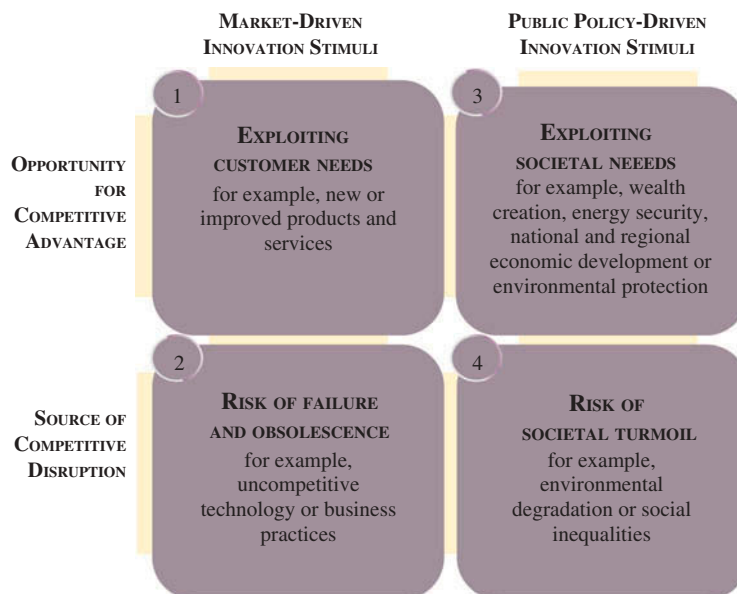 MARKET-DRIVEN
INNOVATION STIMULI
PUBLIC POLICY-DRIVEN
INNOVATION STIMULI
OPPORTUNITY
FOR
COMPETITIVE
ADVANTAGE
1
EXPLOITING
CUSTOMER NEEDS
for example, new or
improved products and
services
3
EXPLOITING
SOCIETAL NEEEDS
for example, wealth
creation, energy security,
national and regional
economic development or
environmental protection
SOURCE OF
COMPETITIVE
DISRUPTION
2
RISK OF FAILURE
AND OBSOLESCENCE
for example,
uncompetitive
technology or business
practices
4
RISK OF
SOCIETAL TURMOIL
for example,
environmental
degradation or social
inequalities